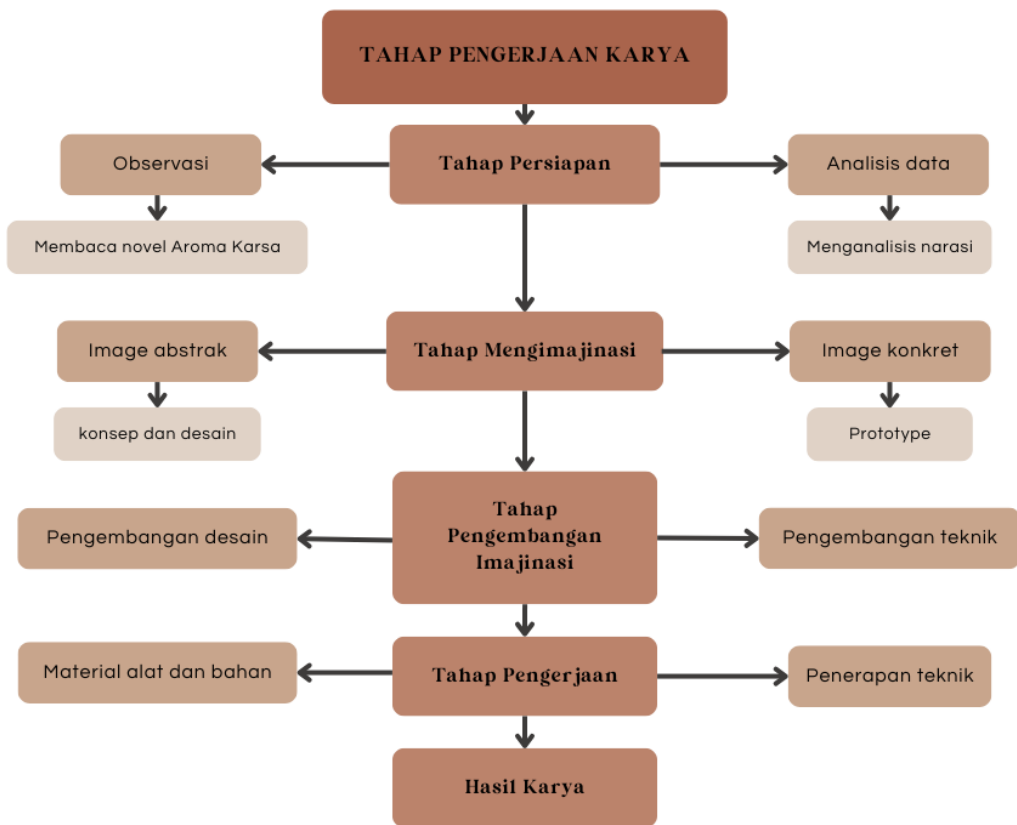 TAHAP PENGERJAAN KARYA
Observasi
Tahap Persiapan
Analisis data
Membaca novel Aroma Karsa
Menganalisis narasi
Image abstrak
Tahap Mengimajinasi
Image konkret
konsep dan desain
Prototype
Pengembangan desain
Tahap
Pengembangan
Imajinasi
Pengembangan teknik
Material alat dan bahan
Tahap Pengerjaan
Penerapan teknik
Hasil Karya